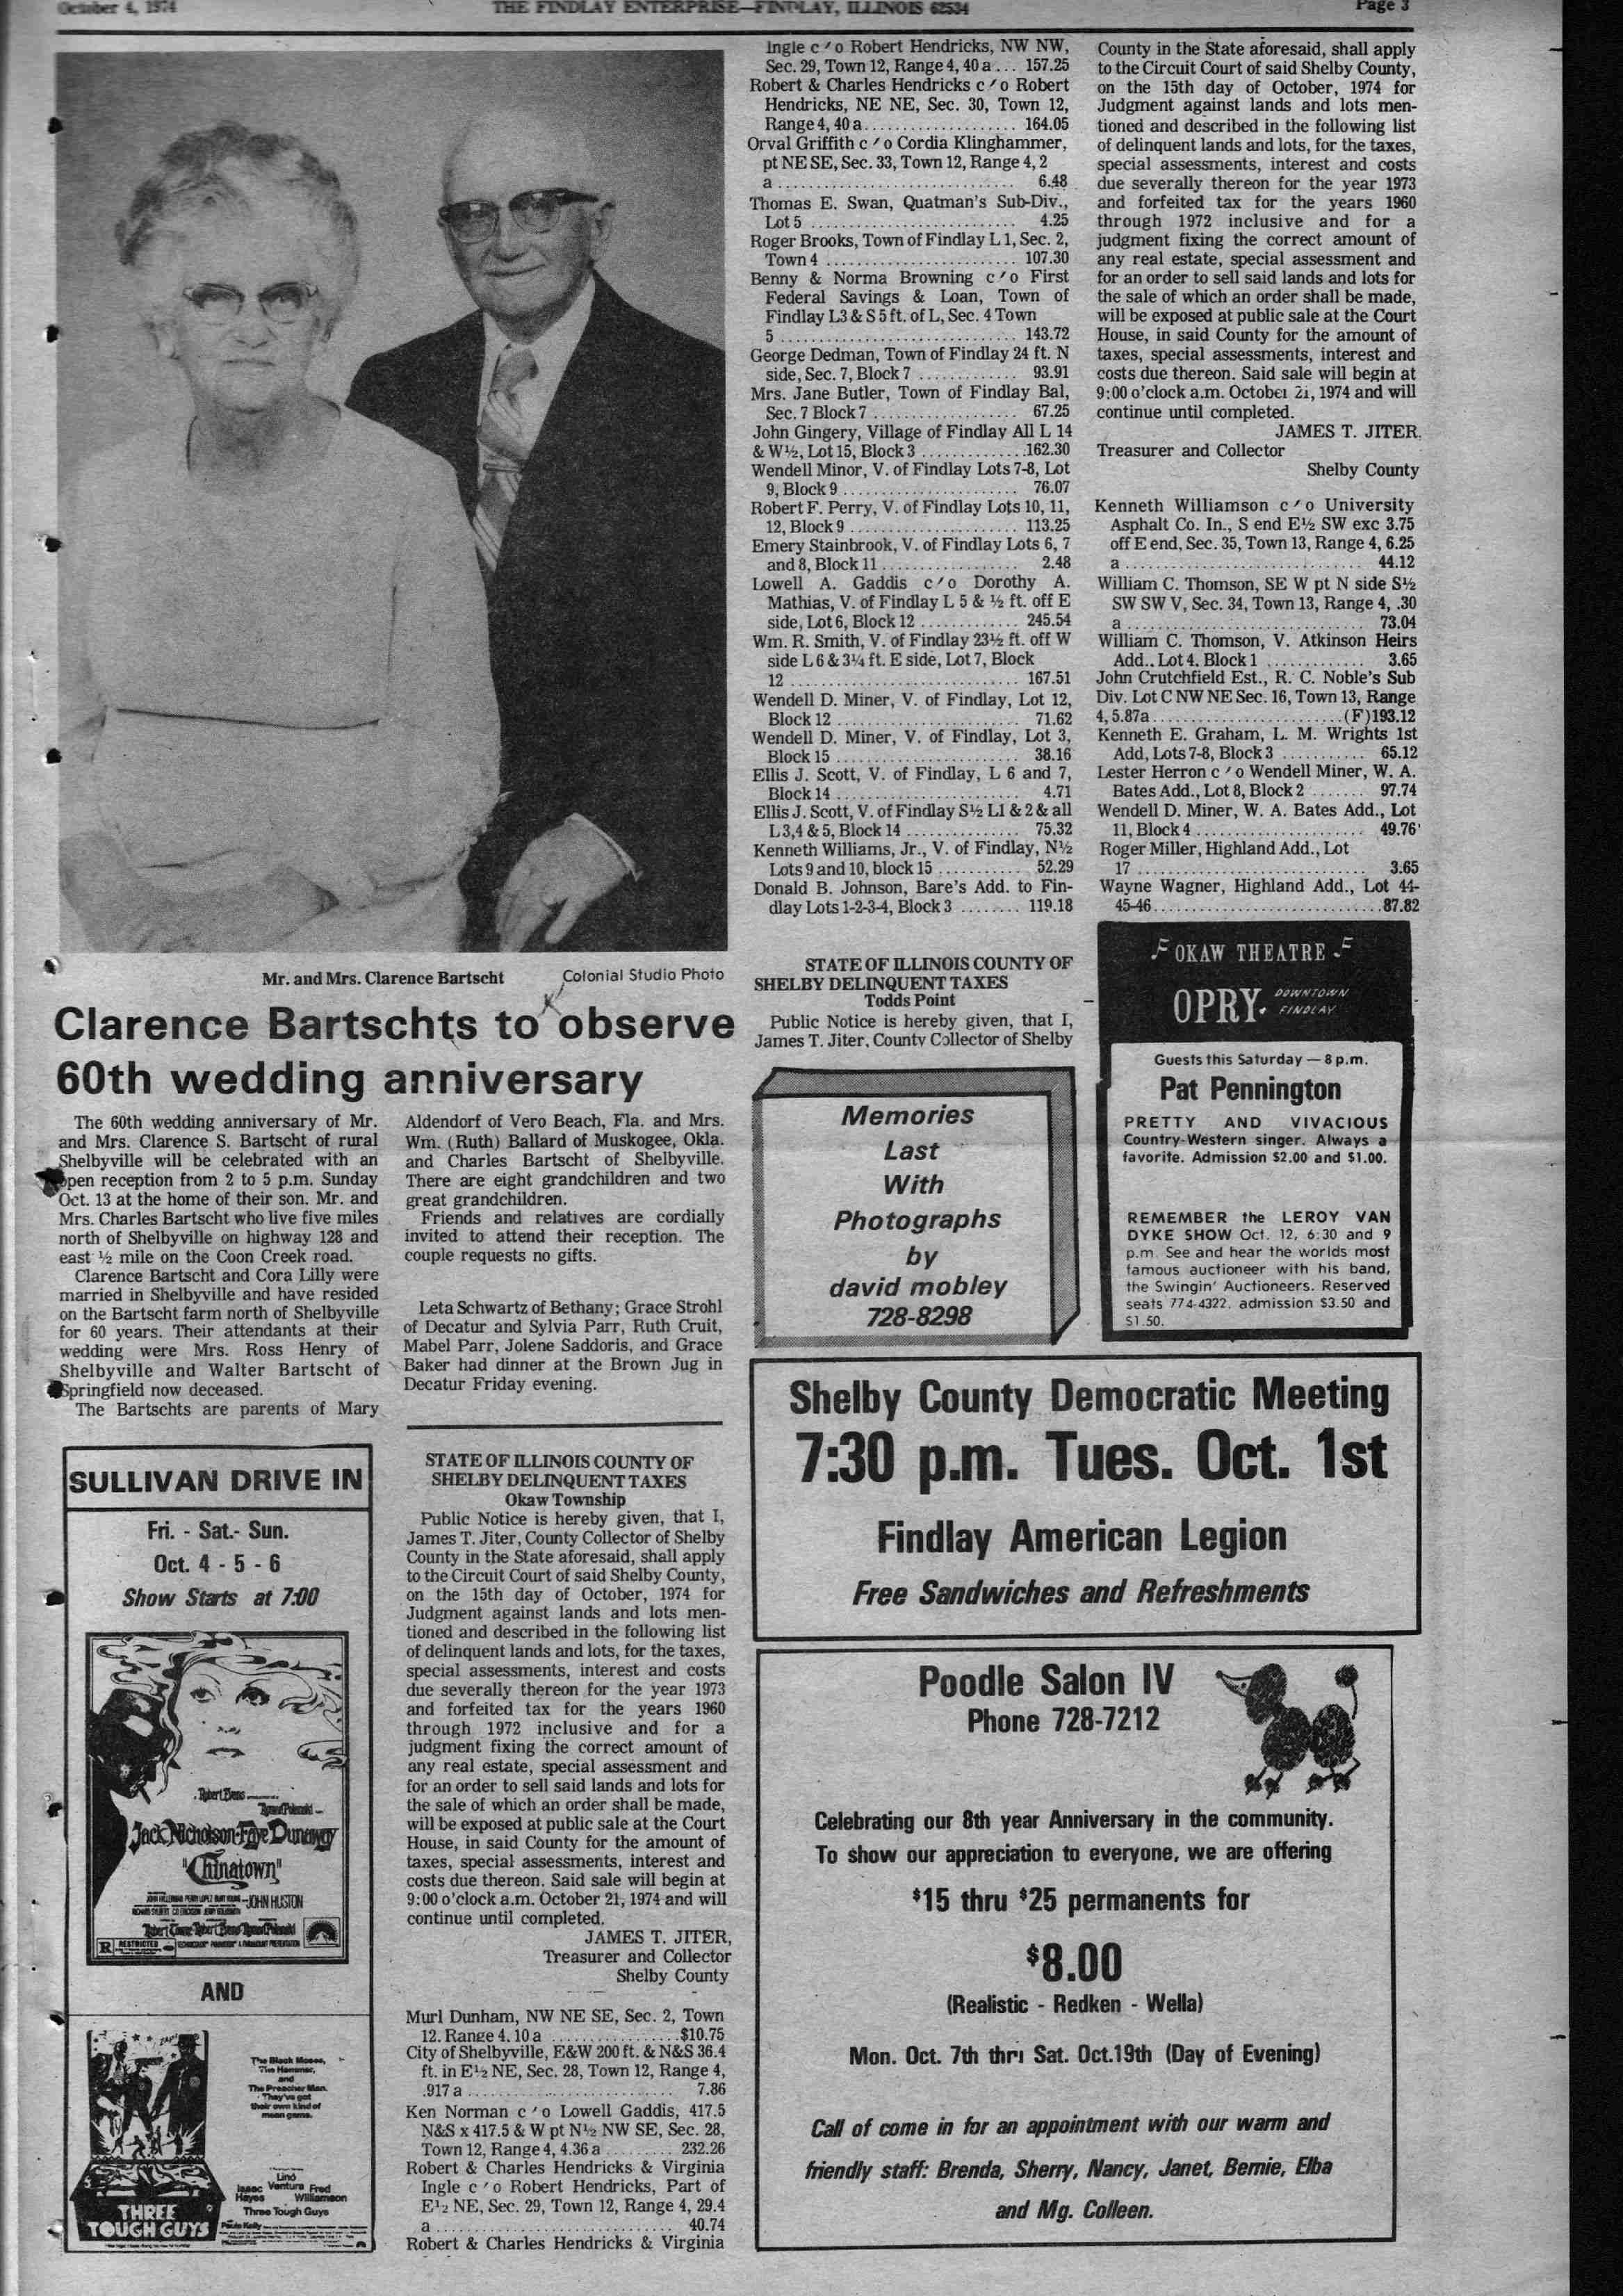 October 4, 1974
THE FINDLAY ENTERPRISE—FINDLAY, ILLINOIS 62534
Page 3
Mr. and Mrs. Clarence Bartscht
Colonial Studio Photo
Clarence Bartschts to observe
60th wedding anniversary
The 60th wedding anniversary of Mr.
and Mrs. Clarence S. Bartscht of rural
Shelbyville will be celebrated with an
open reception from 2 to 5 p.m. Sunday
Oct. 13 at the home of their son. Mr. and
Mrs. Charles Bartscht who live five miles
north of Shelbyville on highway 128 and
east ½ mile on the Coon Creek road.
Clarence Bartscht and Cora Lilly were
married in Shelbyville and have resided
on the Bartscht farm north of Shelbyville
for 60 years. Their attendants at their
wedding were Mrs. Ross Henry of
Shelbyville and Walter Bartscht of
Springfield now deceased.
The Bartschts are parents of Mary
Aldendorf of Vero Beach, Fla. and Mrs.
Wm. (Ruth) Ballard of Muskogee, Okla.
and Charles Bartscht of Shelbyville.
There are eight grandchildren and two
great grandchildren.
Friends and relatives are cordially
invited to attend their reception. The
couple requests no gifts.
Leta Schwartz of Bethany; Grace Strohl
of Decatur and Sylvia Parr, Ruth Cruit,
Mabel Parr, Jolene Saddoris, and Grace
Baker had dinner at the Brown Jug in
Decatur Friday evening.
SULLIVAN DRIVE IN
Fri. - Sat.- Sun.
Oct. 4 - 5 - 6
Show Starts at 7:00
Robert Evans
Roman Polanski
Jack Nicholson-Faye Dunaway
"Chinatown"
JOHN HUSTON
R RESTRICTED
AND
The Black Moses,
The Hammer,
and
The Preacher Man.
They've got
their own kind of
mean game.
Lino
Isaac Ventura Fred
Hayes Williamson
Three Tough Guys
Paula Kelly
THREE
TOUGH GUYS
STATE OF ILLINOIS COUNTY OF
SHELBY DELINQUENT TAXES
Okaw Township
Public Notice is hereby given, that I,
James T. Jiter, County Collector of Shelby
County in the State aforesaid, shall apply
to the Circuit Court of said Shelby County,
on the 15th day of October, 1974 for
Judgment against lands and lots men-
tioned and described in the following list
of delinquent lands and lots, for the taxes,
special assessments, interest and costs
due severally thereon for the year 1973
and forfeited tax for the years 1960
through 1972 inclusive and for a
judgment fixing the correct amount of
any real estate, special assessment and
for an order to sell said lands and lots for
the sale of which an order shall be made,
will be exposed at public sale at the Court
House, in said County for the amount of
taxes, special assessments, interest and
costs due thereon. Said sale will begin at
9:00 o'clock a.m. October 21, 1974 and will
continue until completed.
JAMES T. JITER,
Treasurer and Collector
Shelby County
Murl Dunham, NW NE SE, Sec. 2, Town
12. Range 4. 10 a ................. $10.75
City of Shelbyville, E&W 200 ft. & N&S 36.4
ft. in E½ NE, Sec. 28, Town 12, Range 4,
.917 a ............................ 7.86
Ken Norman c/o Lowell Gaddis, 417.5
N&S x 417.5 & W pt N½ NW SE, Sec. 28,
Town 12, Range 4, 4.36 a ......... 232.26
Robert & Charles Hendricks & Virginia
Ingle c/o Robert Hendricks, Part of
E½ NE, Sec. 29, Town 12, Range 4, 29.4
a ................................ 40.74
Robert & Charles Hendricks & Virginia
Ingle c/o Robert Hendricks, NW NW,
Sec. 29, Town 12, Range 4, 40 a ... 157.25
Robert & Charles Hendricks c/o Robert
Hendricks, NE NE, Sec. 30, Town 12,
Range 4, 40 a .................... 164.05
Orval Griffith c/o Cordia Klinghammer,
pt NE SE, Sec. 33, Town 12, Range 4, 2
a ................................ 6.48
Thomas E. Swan, Quatman's Sub-Div.,
Lot 5 ............................ 4.25
Roger Brooks, Town of Findlay L 1, Sec. 2,
Town 4 ......................... 107.30
Benny & Norma Browning c/o First
Federal Savings & Loan, Town of
Findlay L3 & S 5 ft. of L, Sec. 4 Town
5 ............................... 143.72
George Dedman, Town of Findlay 24 ft. N
side, Sec. 7, Block 7 ............. 93.91
Mrs. Jane Butler, Town of Findlay Bal,
Sec. 7 Block 7 ................... 67.25
John Gingery, Village of Findlay All L 14
& W½, Lot 15, Block 3 .............. 162.30
Wendell Minor, V. of Findlay Lots 7-8, Lot
9, Block 9 ....................... 76.07
Robert F. Perry, V. of Findlay Lots 10, 11,
12, Block 9 ...................... 113.25
Emery Stainbrook, V. of Findlay Lots 6, 7
and 8, Block 11 .................. 2.48
Lowell A. Gaddis c/o Dorothy A.
Mathias, V. of Findlay L 5 & ½ ft. off E
side, Lot 6, Block 12 ............. 245.54
Wm. R. Smith, V. of Findlay 23½ ft. off W
side L 6 & 3¼ ft. E side, Lot 7, Block
12 .............................. 167.51
Wendell D. Miner, V. of Findlay, Lot 12,
Block 12 ......................... 71.62
Wendell D. Miner, V. of Findlay, Lot 3,
Block 15 ......................... 38.16
Ellis J. Scott, V. of Findlay, L 6 and 7,
Block 14 ......................... 4.71
Ellis J. Scott, V. of Findlay S½ L1 & 2 & all
L 3,4 & 5, Block 14 ............... 75.32
Kenneth Williams, Jr., V. of Findlay, N½
Lots 9 and 10, block 15 ........... 52.29
Donald B. Johnson, Bare's Add. to Fin-
dlay Lots 1-2-3-4, Block 3 ........ 119.18
STATE OF ILLINOIS COUNTY OF
SHELBY DELINQUENT TAXES
Todds Point
Public Notice is hereby given, that I,
James T. Jiter, County Collector of Shelby
County in the State aforesaid, shall apply
to the Circuit Court of said Shelby County,
on the 15th day of October, 1974 for
Judgment against lands and lots men-
tioned and described in the following list
of delinquent lands and lots, for the taxes,
special assessments, interest and costs
due severally thereon for the year 1973
and forfeited tax for the years 1960
through 1972 inclusive and for a
judgment fixing the correct amount of
any real estate, special assessment and
for an order to sell said lands and lots for
the sale of which an order shall be made,
will be exposed at public sale at the Court
House, in said County for the amount of
taxes, special assessments, interest and
costs due thereon. Said sale will begin at
9:00 o'clock a.m. October 21, 1974 and will
continue until completed.
JAMES T. JITER,
Treasurer and Collector
Shelby County
Kenneth Williamson c/o University
Asphalt Co. In., S end E½ SW exc 3.75
off E end, Sec. 35, Town 13, Range 4, 6.25
a ............................... 44.12
William C. Thomson, SE W pt N side S½
SW SW V, Sec. 34, Town 13, Range 4, .30
a ............................... 73.04
William C. Thomson, V. Atkinson Heirs
Add.. Lot 4. Block 1 ............. 3.65
John Crutchfield Est., R. C. Noble's Sub
Div. Lot C NW NE Sec. 16, Town 13, Range
4, 5.87a ........................ (F)193.12
Kenneth E. Graham, L. M. Wrights 1st
Add, Lots 7-8, Block 3 ........... 65.12
Lester Herron c/o Wendell Miner, W. A.
Bates Add., Lot 8, Block 2 ....... 97.74
Wendell D. Miner, W. A. Bates Add., Lot
11, Block 4 ...................... 49.76
Roger Miller, Highland Add., Lot
17 .............................. 3.65
Wayne Wagner, Highland Add., Lot 44-
45-46 ............................ 87.82
Memories
Last
With
Photographs
by
david mobley
728-8298
OKAW THEATRE
OPRY DOWNTOWN FINDLAY
Guests this Saturday — 8 p.m.
Pat Pennington
PRETTY AND VIVACIOUS
Country-Western singer. Always a
favorite. Admission $2.00 and $1.00.
REMEMBER the LEROY VAN
DYKE SHOW Oct. 12, 6:30 and 9
p.m. See and hear the worlds most
famous auctioneer with his band,
the Swingin' Auctioneers. Reserved
seats 774-4322, admission $3.50 and
$1.50.
Shelby County Democratic Meeting
7:30 p.m. Tues. Oct. 1st
Findlay American Legion
Free Sandwiches and Refreshments
Poodle Salon IV
Phone 728-7212
Celebrating our 8th year Anniversary in the community.
To show our appreciation to everyone, we are offering
$15 thru $25 permanents for
$8.00
(Realistic - Redken - Wella)
Mon. Oct. 7th thru Sat. Oct.19th (Day of Evening)
Call of come in for an appointment with our warm and
friendly staff: Brenda, Sherry, Nancy, Janet, Bernie, Elba
and Mg. Colleen.